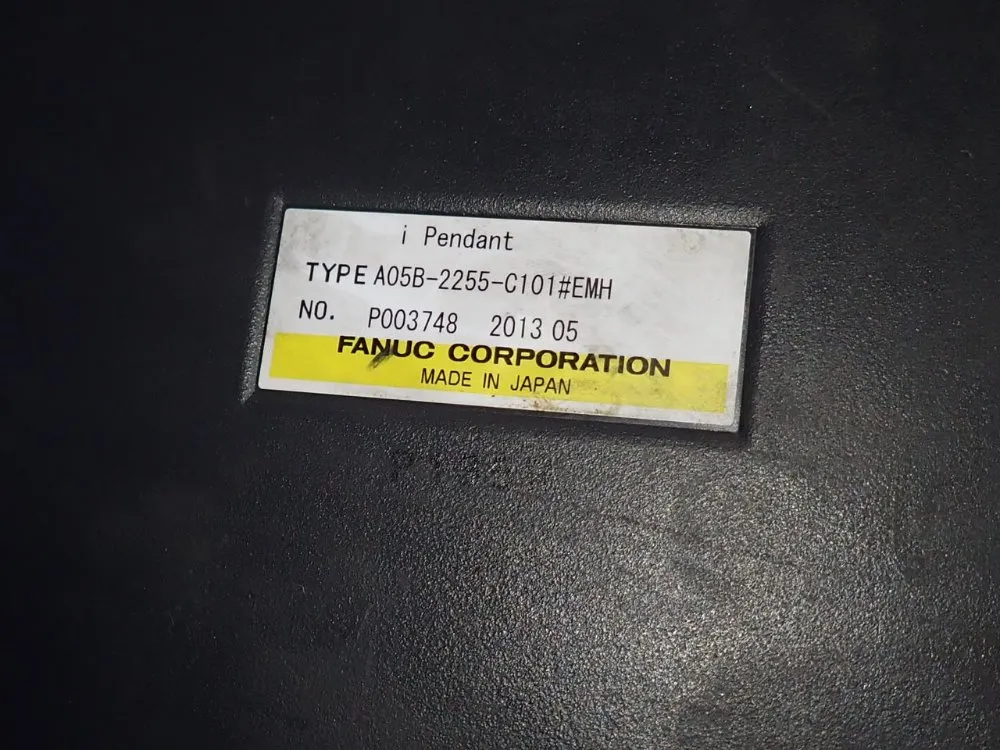 i Pendant
TYPE A05B-2255-C101#EMH
NO. P003748 2013 05
FANUC CORPORATION
MADE IN JAPAN